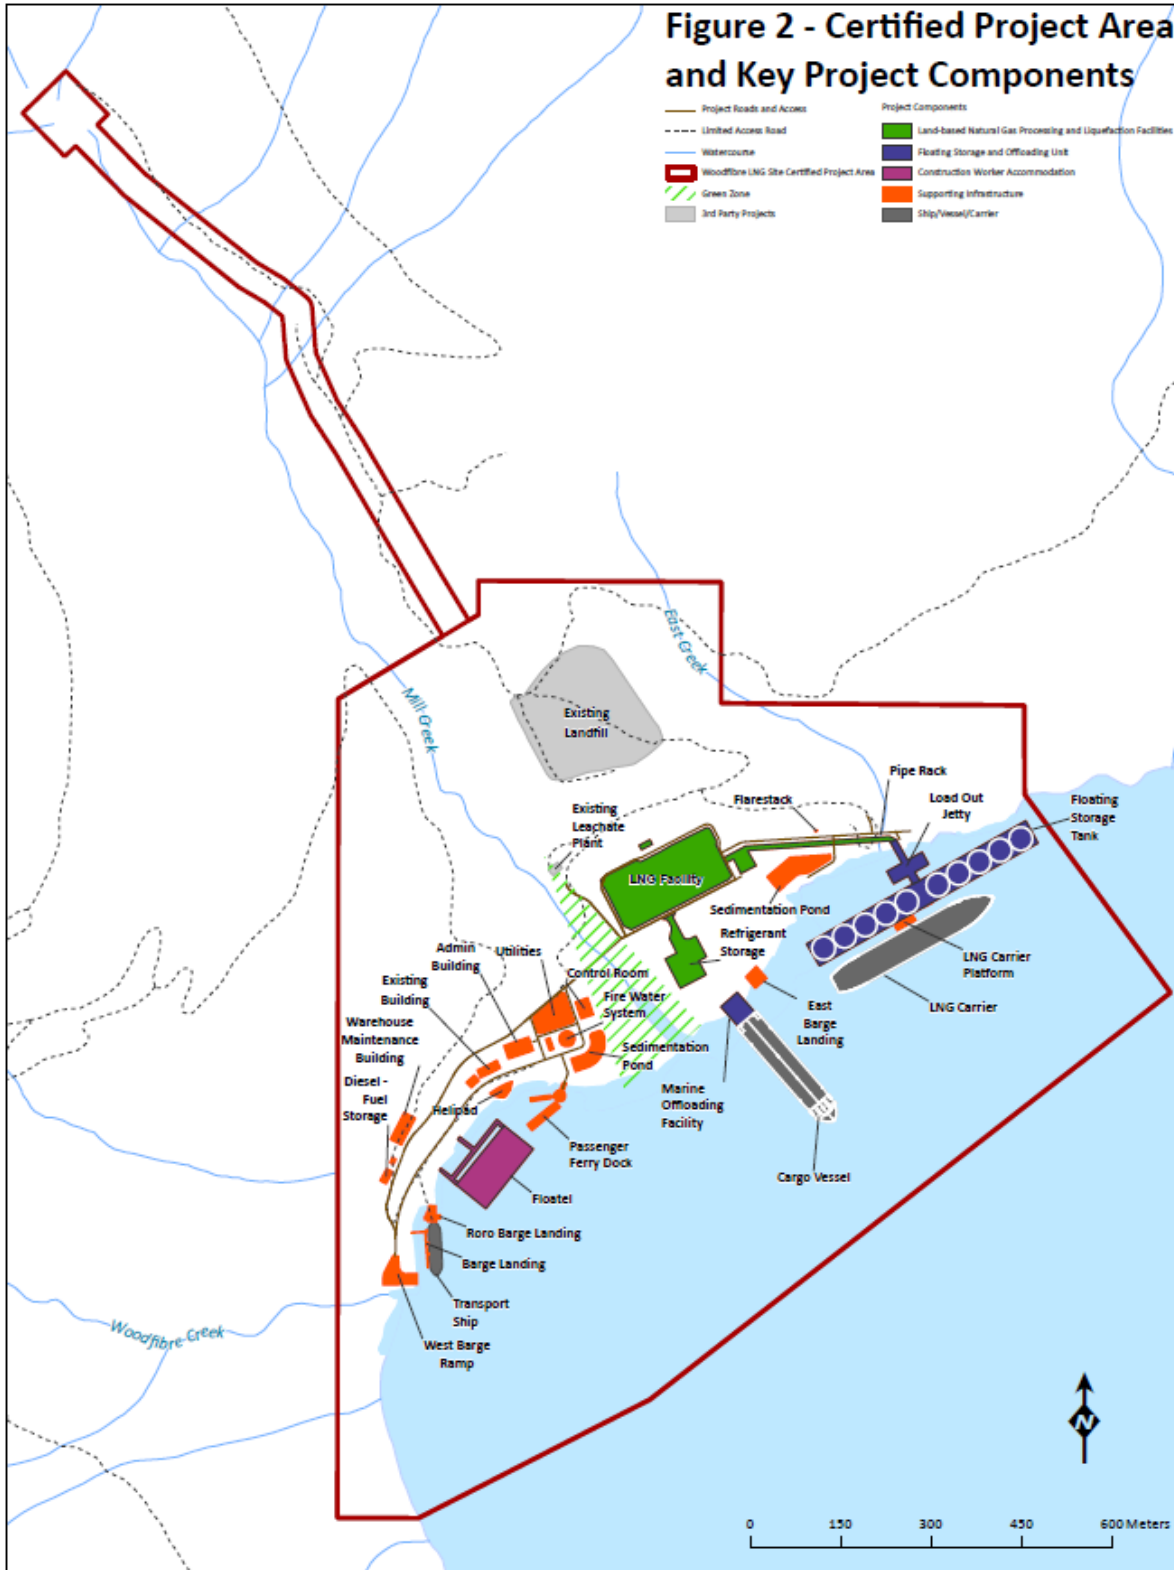 Figure 2 - Certified Project Area
and Key Project Components
Project Roads and Access
Limited Access Road
Watercourse
Woodfibre LNG Site Certified Project Area
Green Zone
3rd Party Projects
Project Components
Land-based Natural Gas Processing and Liquefaction Facilities
Floating Storage and Offloading Unit
Construction Worker Accommodation
Supporting Infrastructure
Ship/Vessel/Carrier
East Creek
Mill Creek
Existing
Landfill
Pipe Rack
Load Out
Jetty
Floating
Storage
Tank
Flarestack
Existing
Leachate
Plant
LNG Facility
Sedimentation Pond
Refrigerant
Storage
LNG Carrier
Platform
LNG Carrier
Admin
Building
Utilities
Control Room
Fire Water
System
Existing
Building
Warehouse
Maintenance
Building
East
Barge
Landing
Sedimentation
Pond
Diesel -
Fuel
Storage
Helipad
Marine
Offloading
Facility
Passenger
Ferry Dock
Cargo Vessel
Floatel
Roro Barge Landing
Barge Landing
Transport
Ship
Woodfibre Creek
West Barge
Ramp
N
0 150 300 450 600 Meters